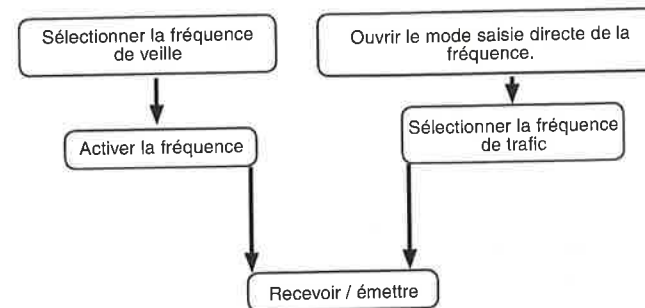 Sélectionner la fréquence
de veille
Ouvrir le mode saisie directe de la
fréquence.
Activer la fréquence
Sélectionner la fréquence
de trafic
Recevoir / émettre